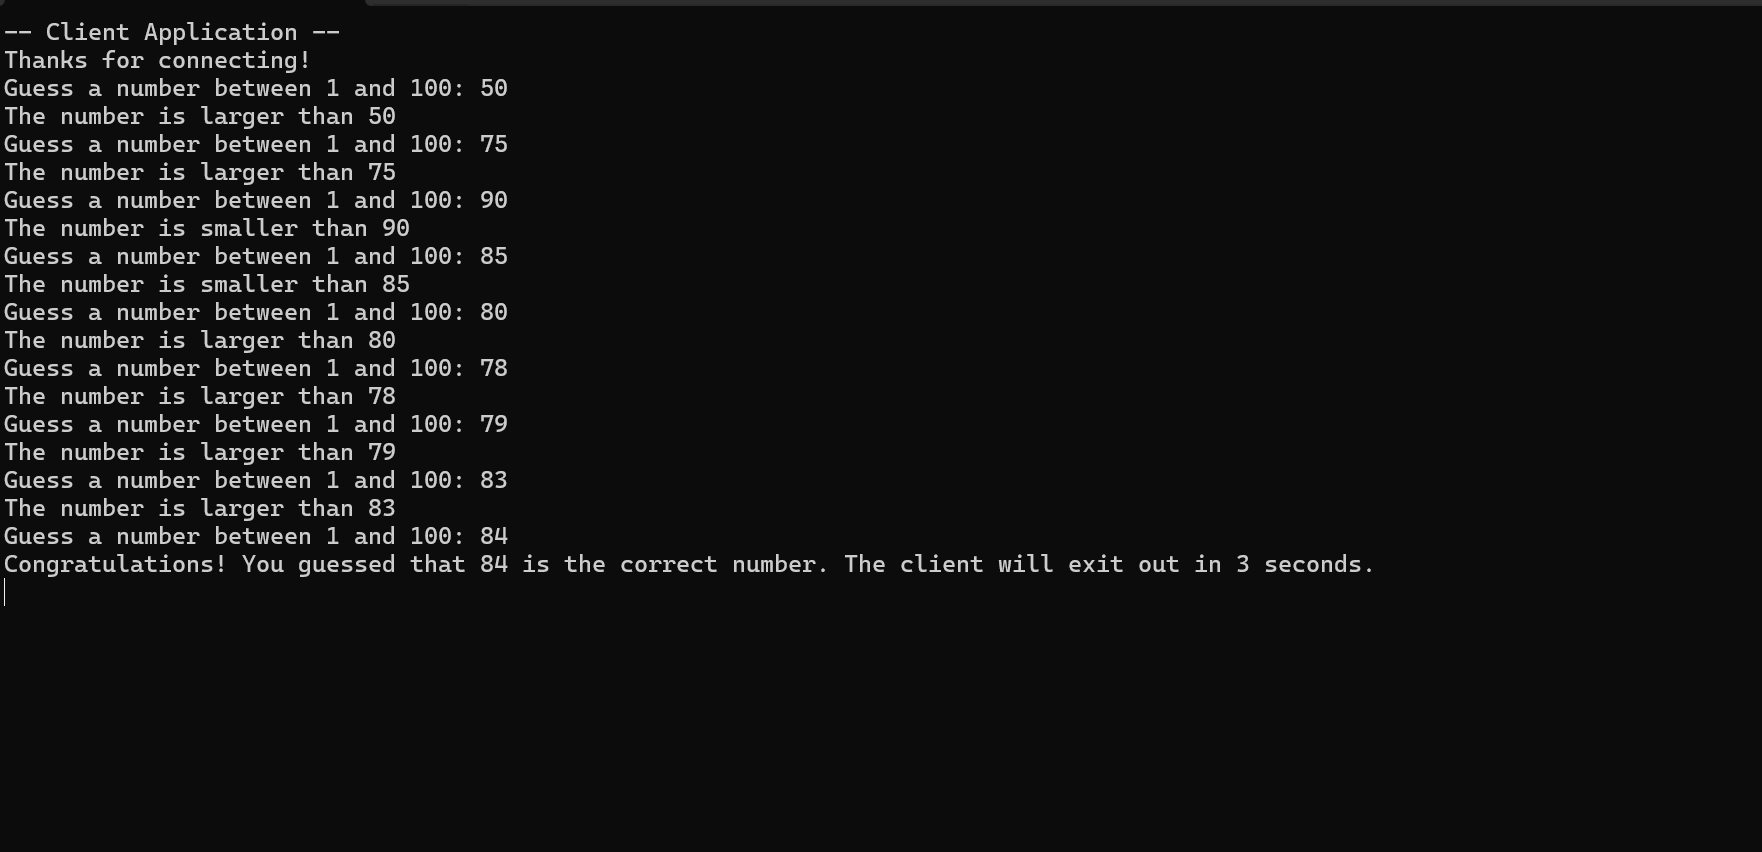 -- Client Application --
Thanks for connecting!
Guess a number between 1 and 100: 50
The number is larger than 50
Guess a number between 1 and 100: 75
The number is larger than 75
Guess a number between 1 and 100: 90
The number is smaller than 90
Guess a number between 1 and 100: 85
The number is smaller than 85
Guess a number between 1 and 100: 80
The number is larger than 80
Guess a number between 1 and 100: 78
The number is larger than 78
Guess a number between 1 and 100: 79
The number is larger than 79
Guess a number between 1 and 100: 83
The number is larger than 83
Guess a number between 1 and 100: 84
Congratulations! You guessed that 84 is the correct number. The client will exit out in 3 seconds.